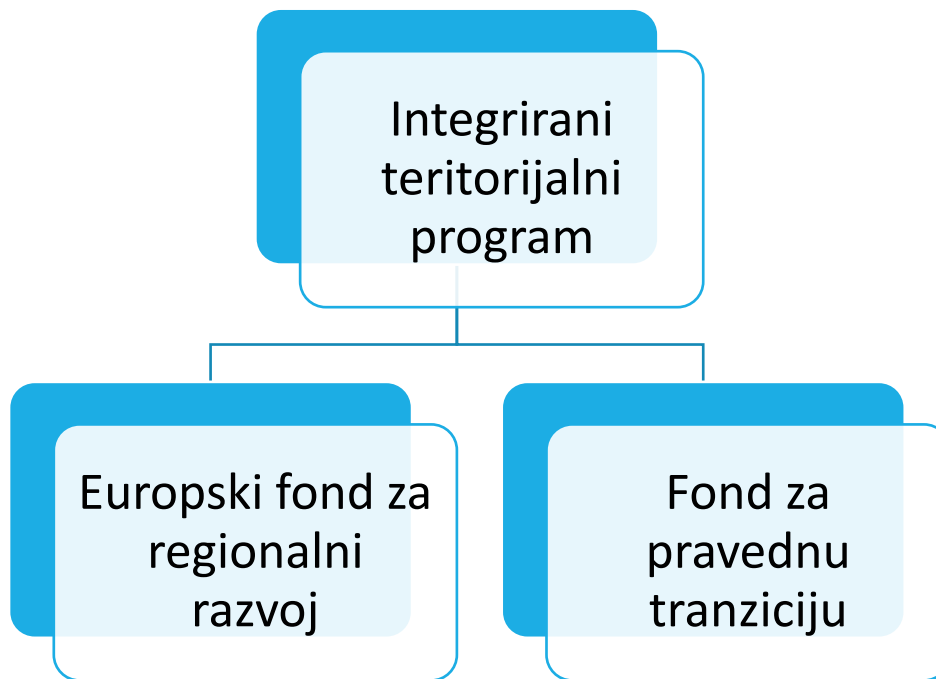 Integrirani
teritorijalni
program
Europski fond za
regionalni
razvoj
Fond za
pravednu
tranziciju